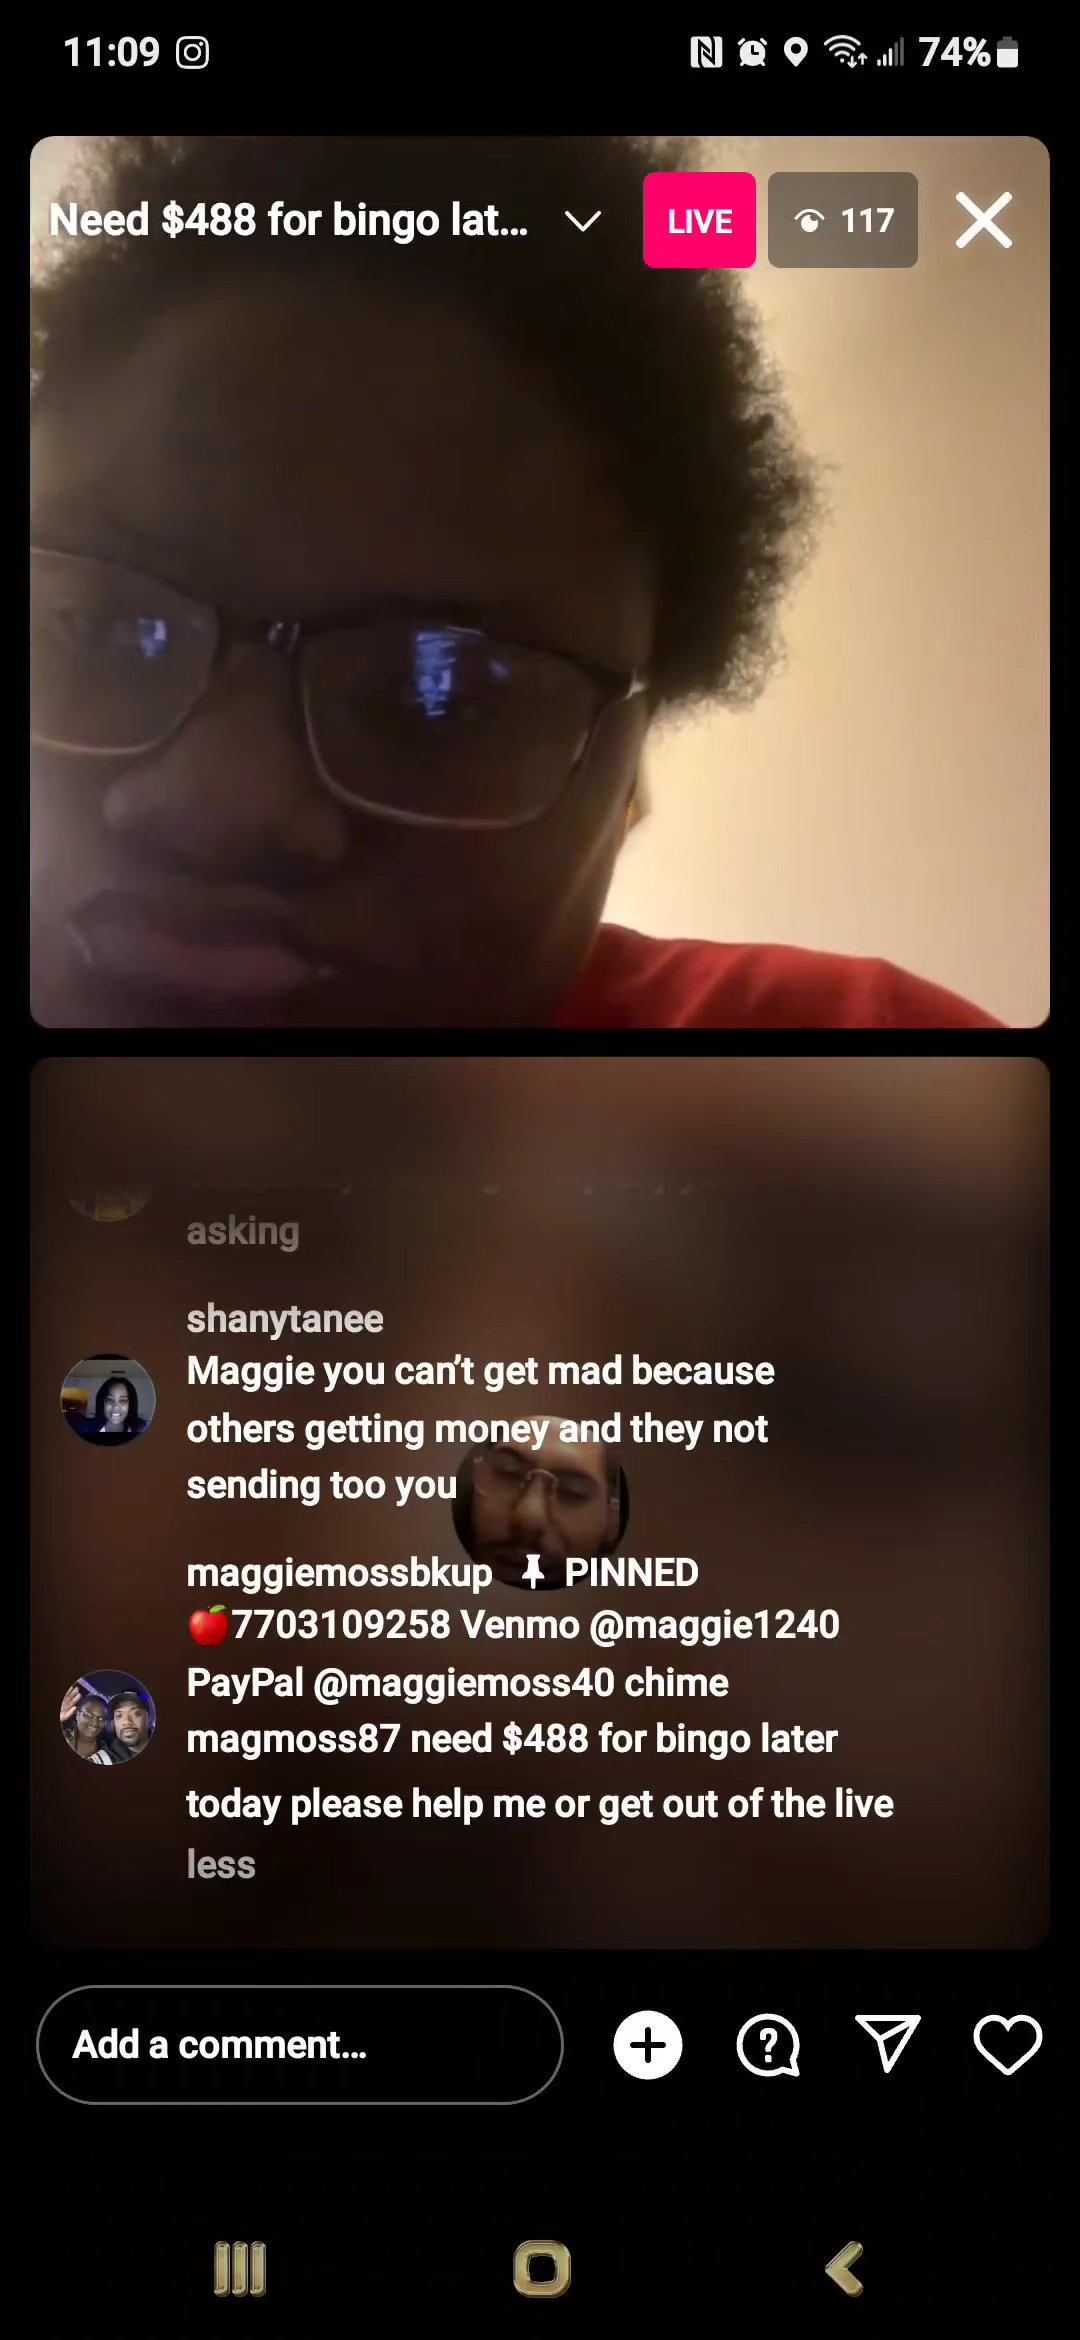 11:09 74%
Need $488 for bingo lat... LIVE 117
asking
shanytanee
Maggie you can't get mad because
others getting money and they not
sending too you
maggiemossbkup PINNED
🍎7703109258 Venmo @maggie1240
PayPal @maggiemoss40 chime
magmoss87 need $488 for bingo later
today please help me or get out of the live
less
Add a comment...